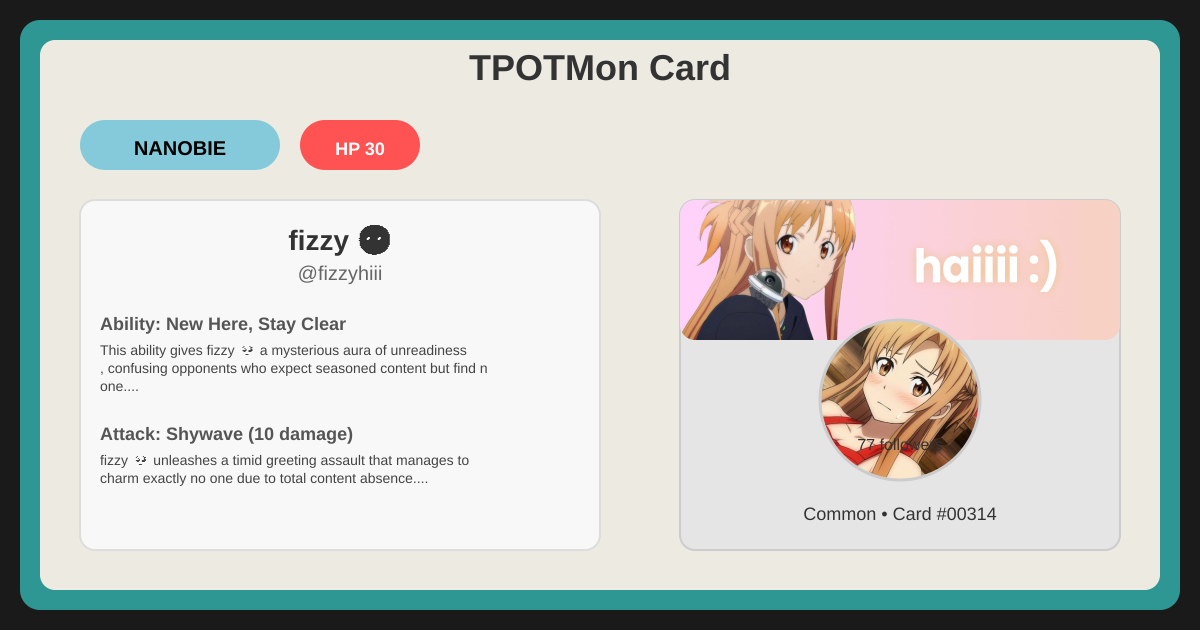 TPOTMon Card
NANOBIE
HP 30
fizzy
@fizzyhiii
Ability: New Here, Stay Clear
This ability gives fizzy a mysterious aura of unreadiness
, confusing opponents who expect seasoned content but find n
one....
Attack: Shywave (10 damage)
fizzy unleashes a timid greeting assault that manages to
charm exactly no one due to total content absence....
haiiii :)
77 followers
Common • Card #00314